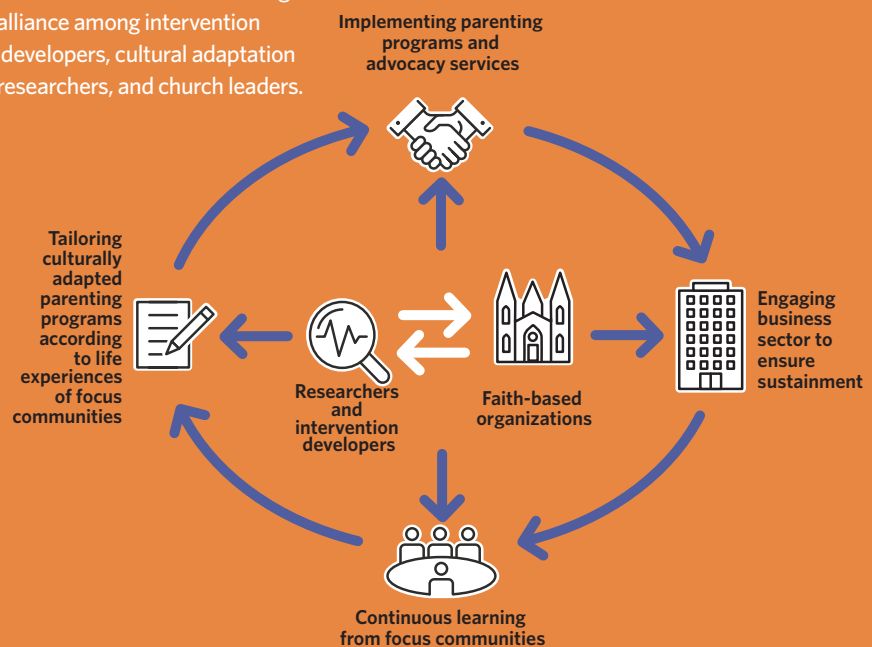 alliance among intervention
developers, cultural adaptation
researchers, and church leaders.
Implementing parenting
programs and
advocacy services
Tailoring
culturally
adapted
parenting
programs
according
to life
experiences
of focus
communities
Researchers
and
intervention
developers
Faith-based
organizations
Engaging
business
sector to
ensure
sustainment
Continuous learning
from focus communities